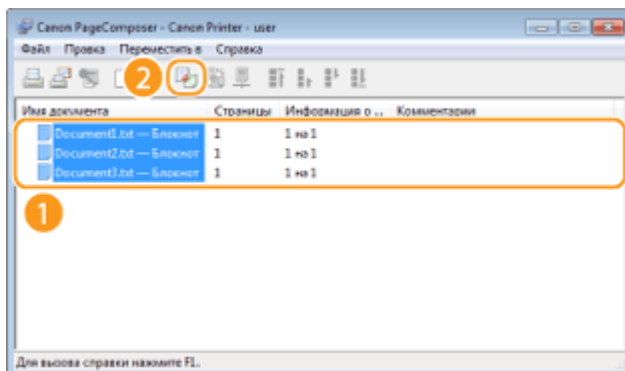 Canon PageComposer - Canon Printer - user
Файл Правка Переместить в Справка
2
Имя документа Страницы Информация о ... Комментарии
Document1.txt — Блокнот 1 1 на 1
Document2.txt — Блокнот 1 1 на 1
Document3.txt — Блокнот 1 1 на 1
1
Для вызова справки нажмите F1.